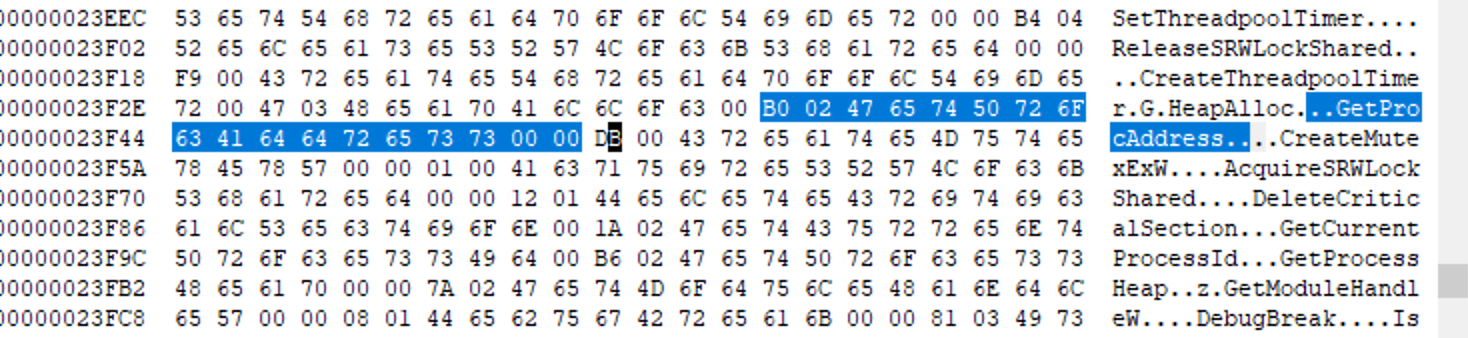 00000023EEC 53 65 74 54 68 72 65 61 64 70 6F 6F 6C 54 69 6D 65 72 00 00 B4 04 SetThreadpoolTimer....
00000023F02 52 65 6C 65 61 73 65 53 52 57 4C 6F 63 6B 53 68 61 72 65 64 00 00 ReleaseSRWLockShared..
00000023F18 F9 00 43 72 65 61 74 65 54 68 72 65 61 64 70 6F 6F 6C 54 69 6D 65 ..CreateThreadpoolTime
00000023F2E 72 00 47 03 48 65 61 70 41 6C 6C 6F 63 00 B0 02 47 65 74 50 72 6F r.G.HeapAlloc...GetPro
00000023F44 63 41 64 64 72 65 73 73 00 00 DB 00 43 72 65 61 74 65 4D 75 74 65 cAddress....CreateMute
00000023F5A 78 45 78 57 00 00 01 00 41 63 71 75 69 72 65 53 52 57 4C 6F 63 6B xExW....AcquireSRWLock
00000023F70 53 68 61 72 65 64 00 00 12 01 44 65 6C 65 74 65 43 72 69 74 69 63 Shared....DeleteCritic
00000023F86 61 6C 53 65 63 74 69 6F 6E 00 1A 02 47 65 74 43 75 72 72 65 6E 74 alSection...GetCurrent
00000023F9C 50 72 6F 63 65 73 73 49 64 00 B6 02 47 65 74 50 72 6F 63 65 73 73 ProcessId...GetProcess
00000023FB2 48 65 61 70 00 00 7A 02 47 65 74 4D 6F 64 75 6C 65 48 61 6E 64 6C Heap..z.GetModuleHandl
00000023FC8 65 57 00 00 08 01 44 65 62 75 67 42 72 65 61 6B 00 00 81 03 49 73 eW....DebugBreak....Is